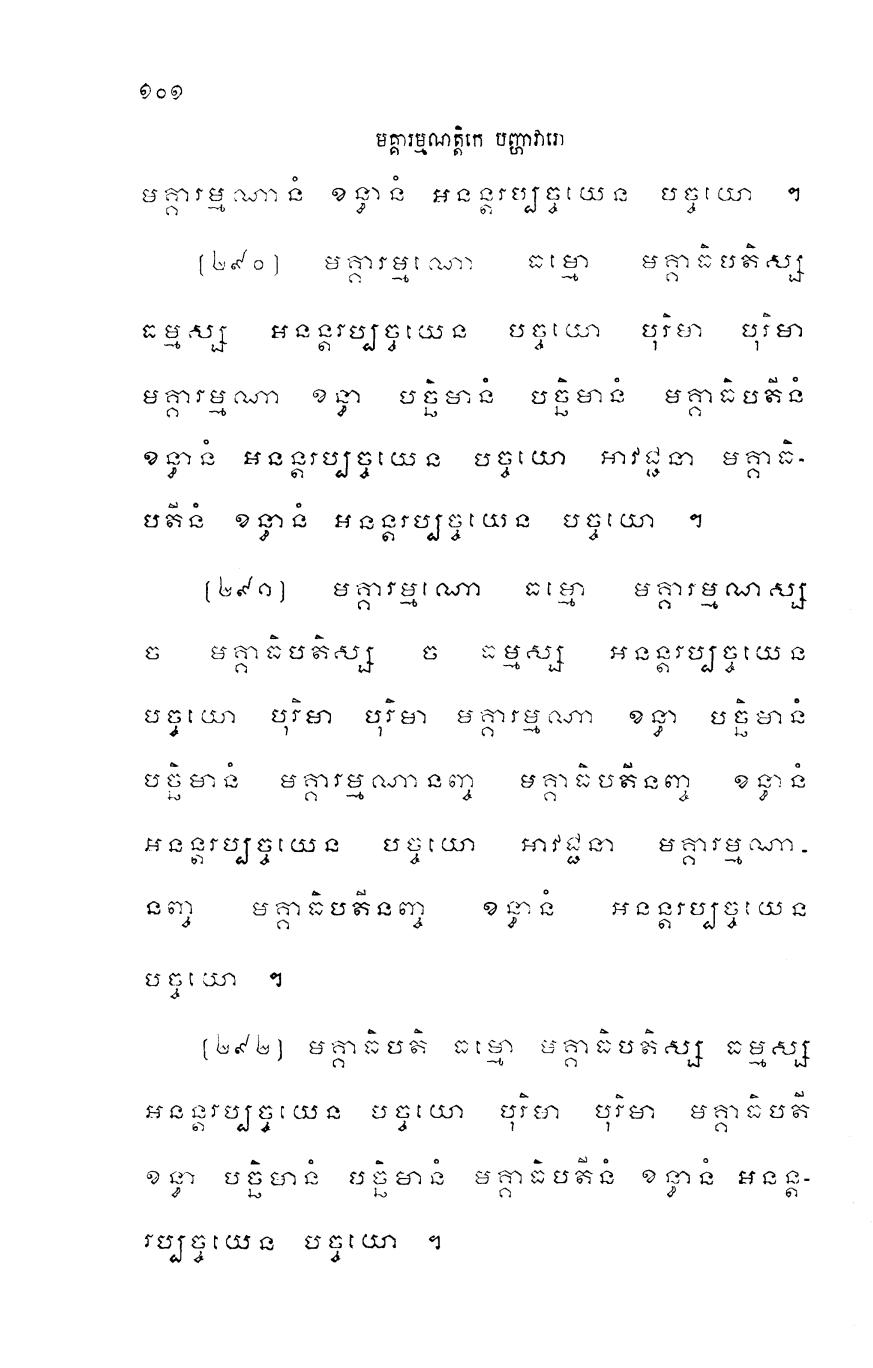 ១០១
មគ្គារម្មណត្តិកេ បញ្ហាវារោ
មគ្គារម្មណានំ ខន្ធានំ អនន្តរប្បច្ចយេន បច្ចយោ ។
[២៩០] មគ្គារម្មណោ ធម្មោ មគ្គាធិបតិស្ស
ធម្មស្ស អនន្តរប្បច្ចយេន បច្ចយោ បុរិមា បុរិមា
មគ្គារម្មណា ខន្ធា បច្ឆិមានំ បច្ឆិមានំ មគ្គាធិបតីនំ
ខន្ធានំ អនន្តរប្បច្ចយេន បច្ចយោ អាវជ្ជនា មគ្គាធិ-
បតីនំ ខន្ធានំ អនន្តរប្បច្ចយេន បច្ចយោ ។
[២៩១] មគ្គារម្មណោ ធម្មោ មគ្គារម្មណស្ស
ច មគ្គាធិបតិស្ស ច ធម្មស្ស អនន្តរប្បច្ចយេន
បច្ចយោ បុរិមា បុរិមា មគ្គារម្មណា ខន្ធា បច្ឆិមានំ
បច្ឆិមានំ មគ្គារម្មណានញ្ច មគ្គាធិបតីនញ្ច ខន្ធានំ
អនន្តរប្បច្ចយេន បច្ចយោ អាវជ្ជនា មគ្គារម្មណា-
នញ្ច មគ្គាធិបតីនញ្ច ខន្ធានំ អនន្តរប្បច្ចយេន
បច្ចយោ ។
[២៩២] មគ្គាធិបតិ ធម្មោ មគ្គាធិបតិស្ស ធម្មស្ស
អនន្តរប្បច្ចយេន បច្ចយោ បុរិមា បុរិមា មគ្គាធិបតី
ខន្ធា បច្ឆិមានំ បច្ឆិមានំ មគ្គាធិបតីនំ ខន្ធានំ អនន្ត-
រប្បច្ចយេន បច្ចយោ ។